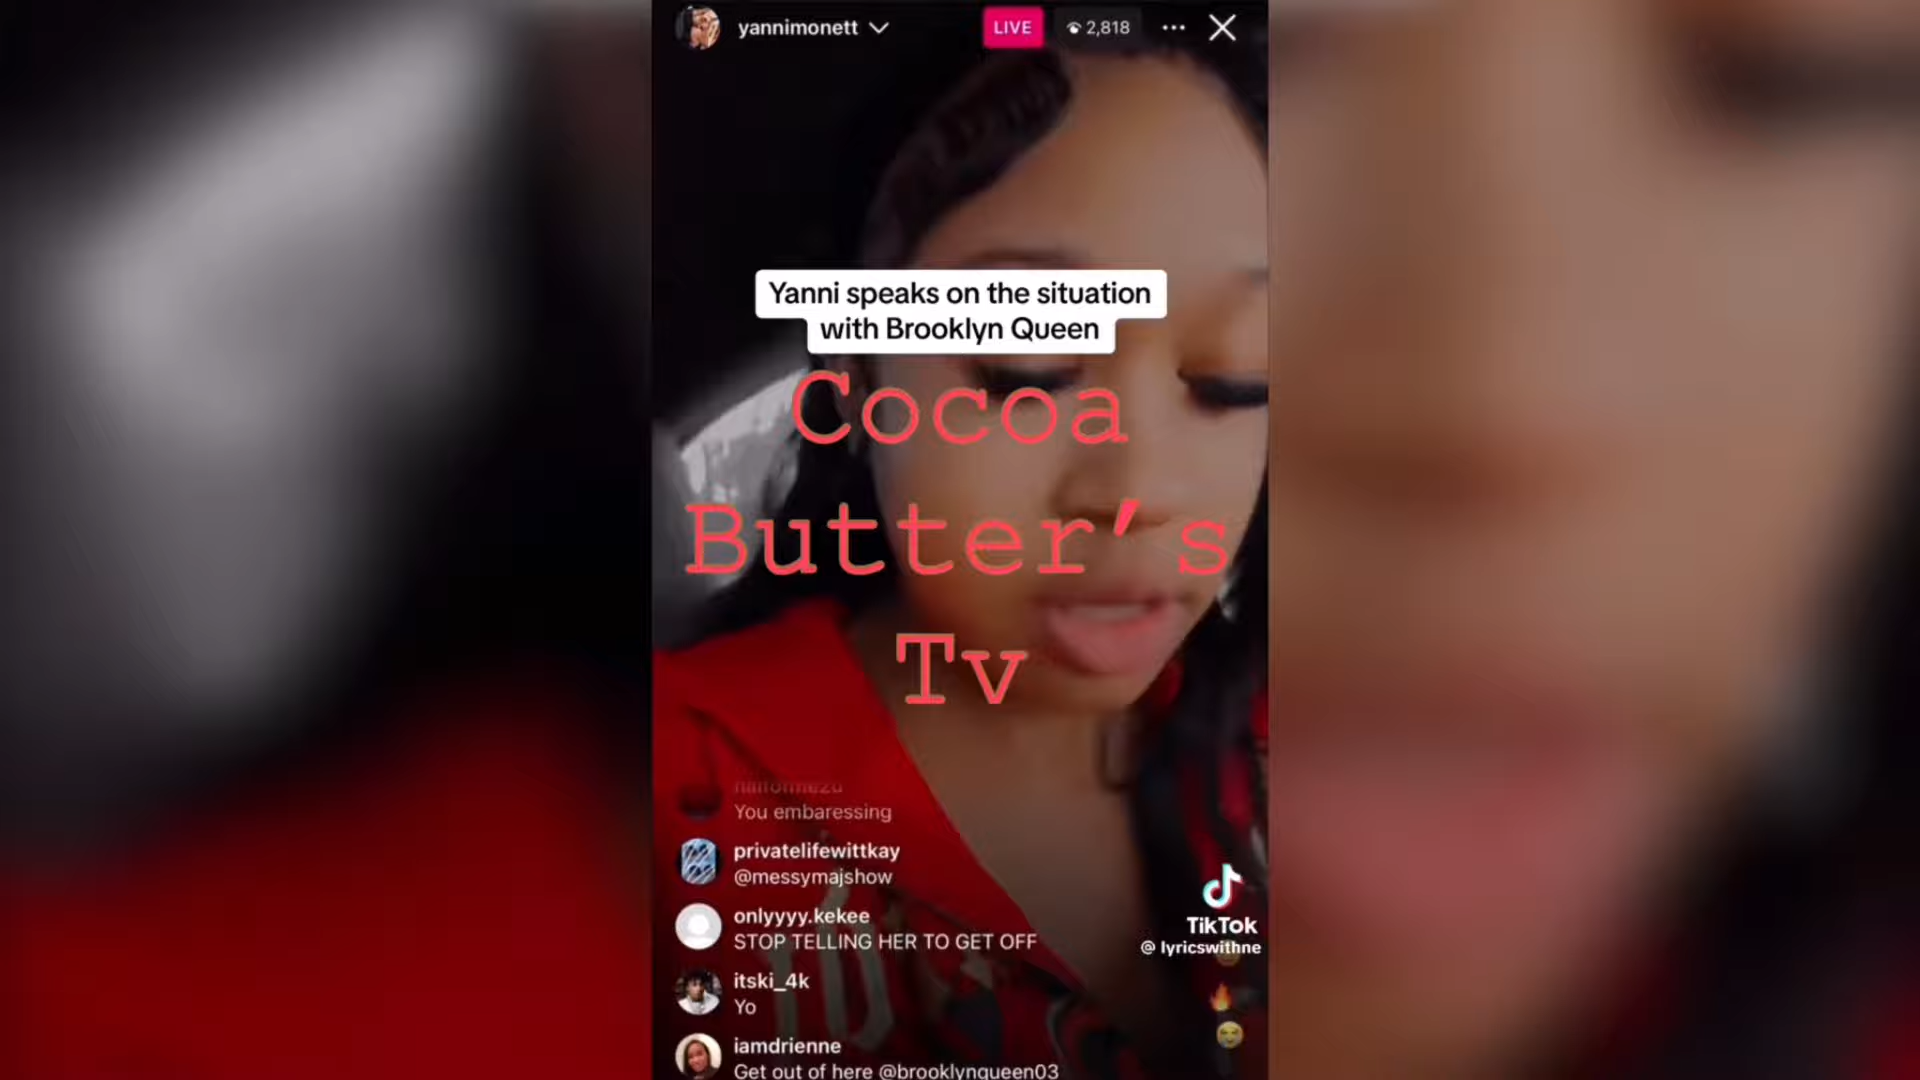 yannimonett
LIVE
2,818
Yanni speaks on the situation
with Brooklyn Queen
Cocoa
Butter's
Tv
You embaressing
privatelifewittkay
@messymajshow
onlyyyy.kekee
STOP TELLING HER TO GET OFF
itski_4k
Yo
iamdrienne
Get out of here @brooklynqueen03
TikTok
@ lyricswithne